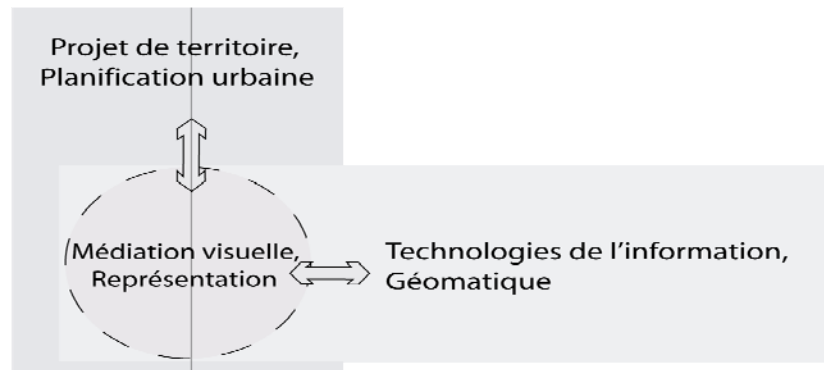 Projet de territoire,
Planification urbaine
Médiation visuelle,
Représentation
Technologies de l'information,
Géomatique